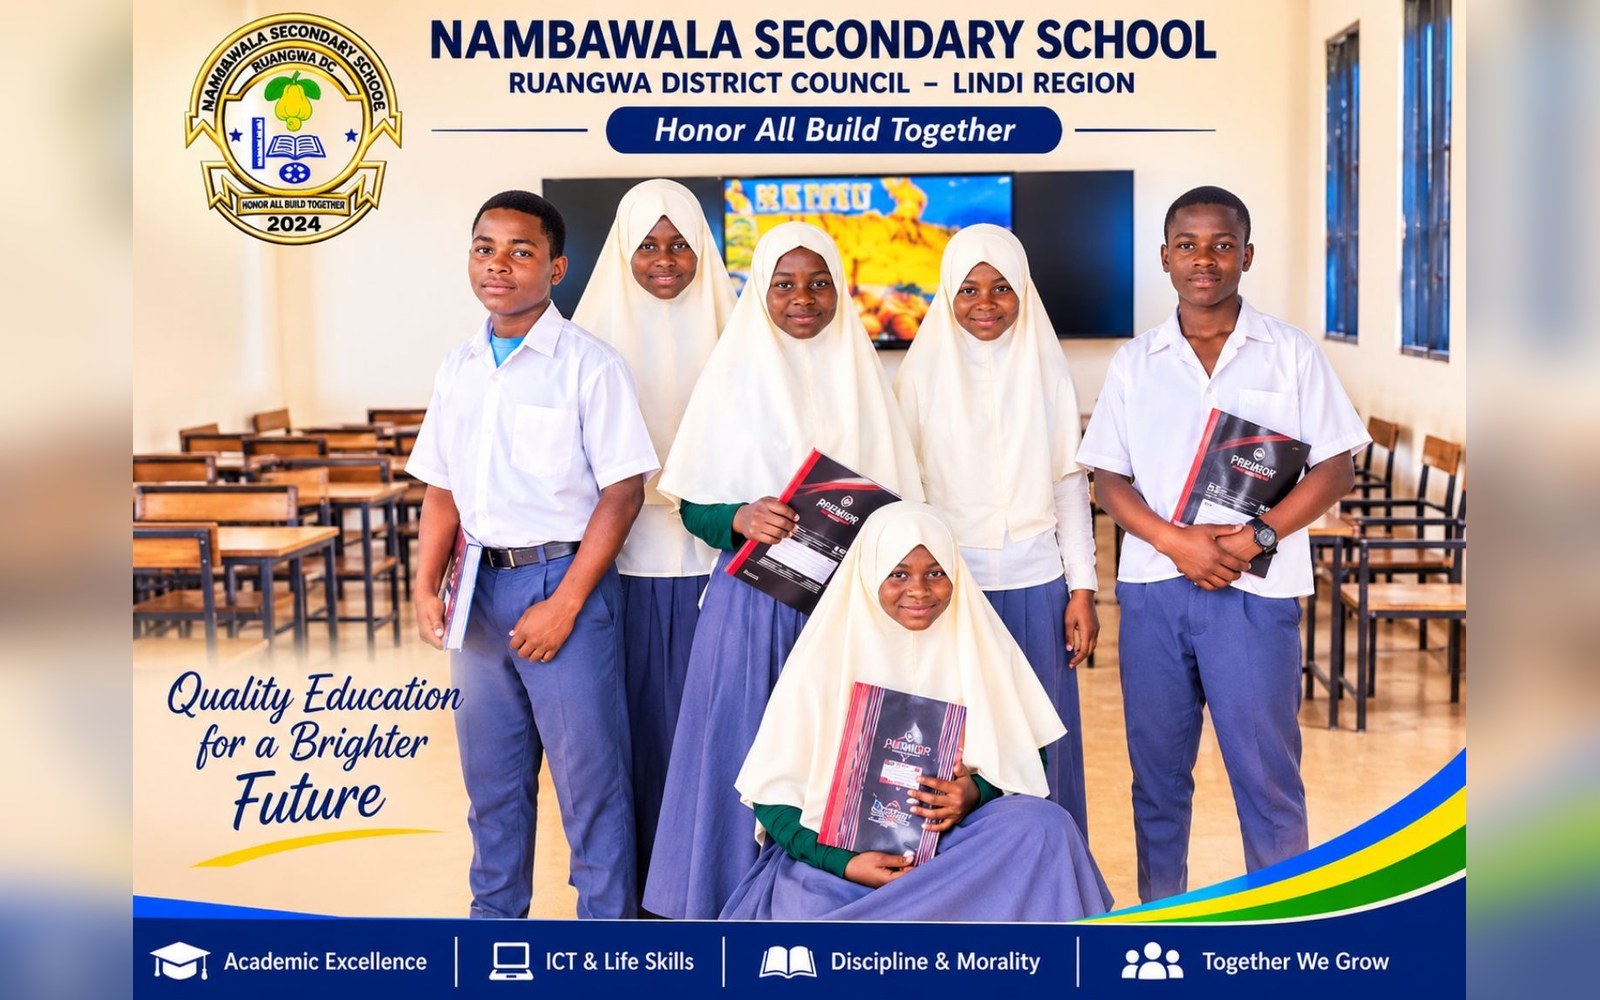 NAMBAWALA SECONDARY SCHOOL
RUANGWA DISTRICT COUNCIL – LINDI REGION
Honor All Build Together
NAMBAWALA SECONDARY SCHOOE
RUANGWA DC
HONOR ALL BUILD TOGETHER
2024
Quality Education
for a Brighter
Future
Academic Excellence
ICT & Life Skills
Discipline & Morality
Together We Grow